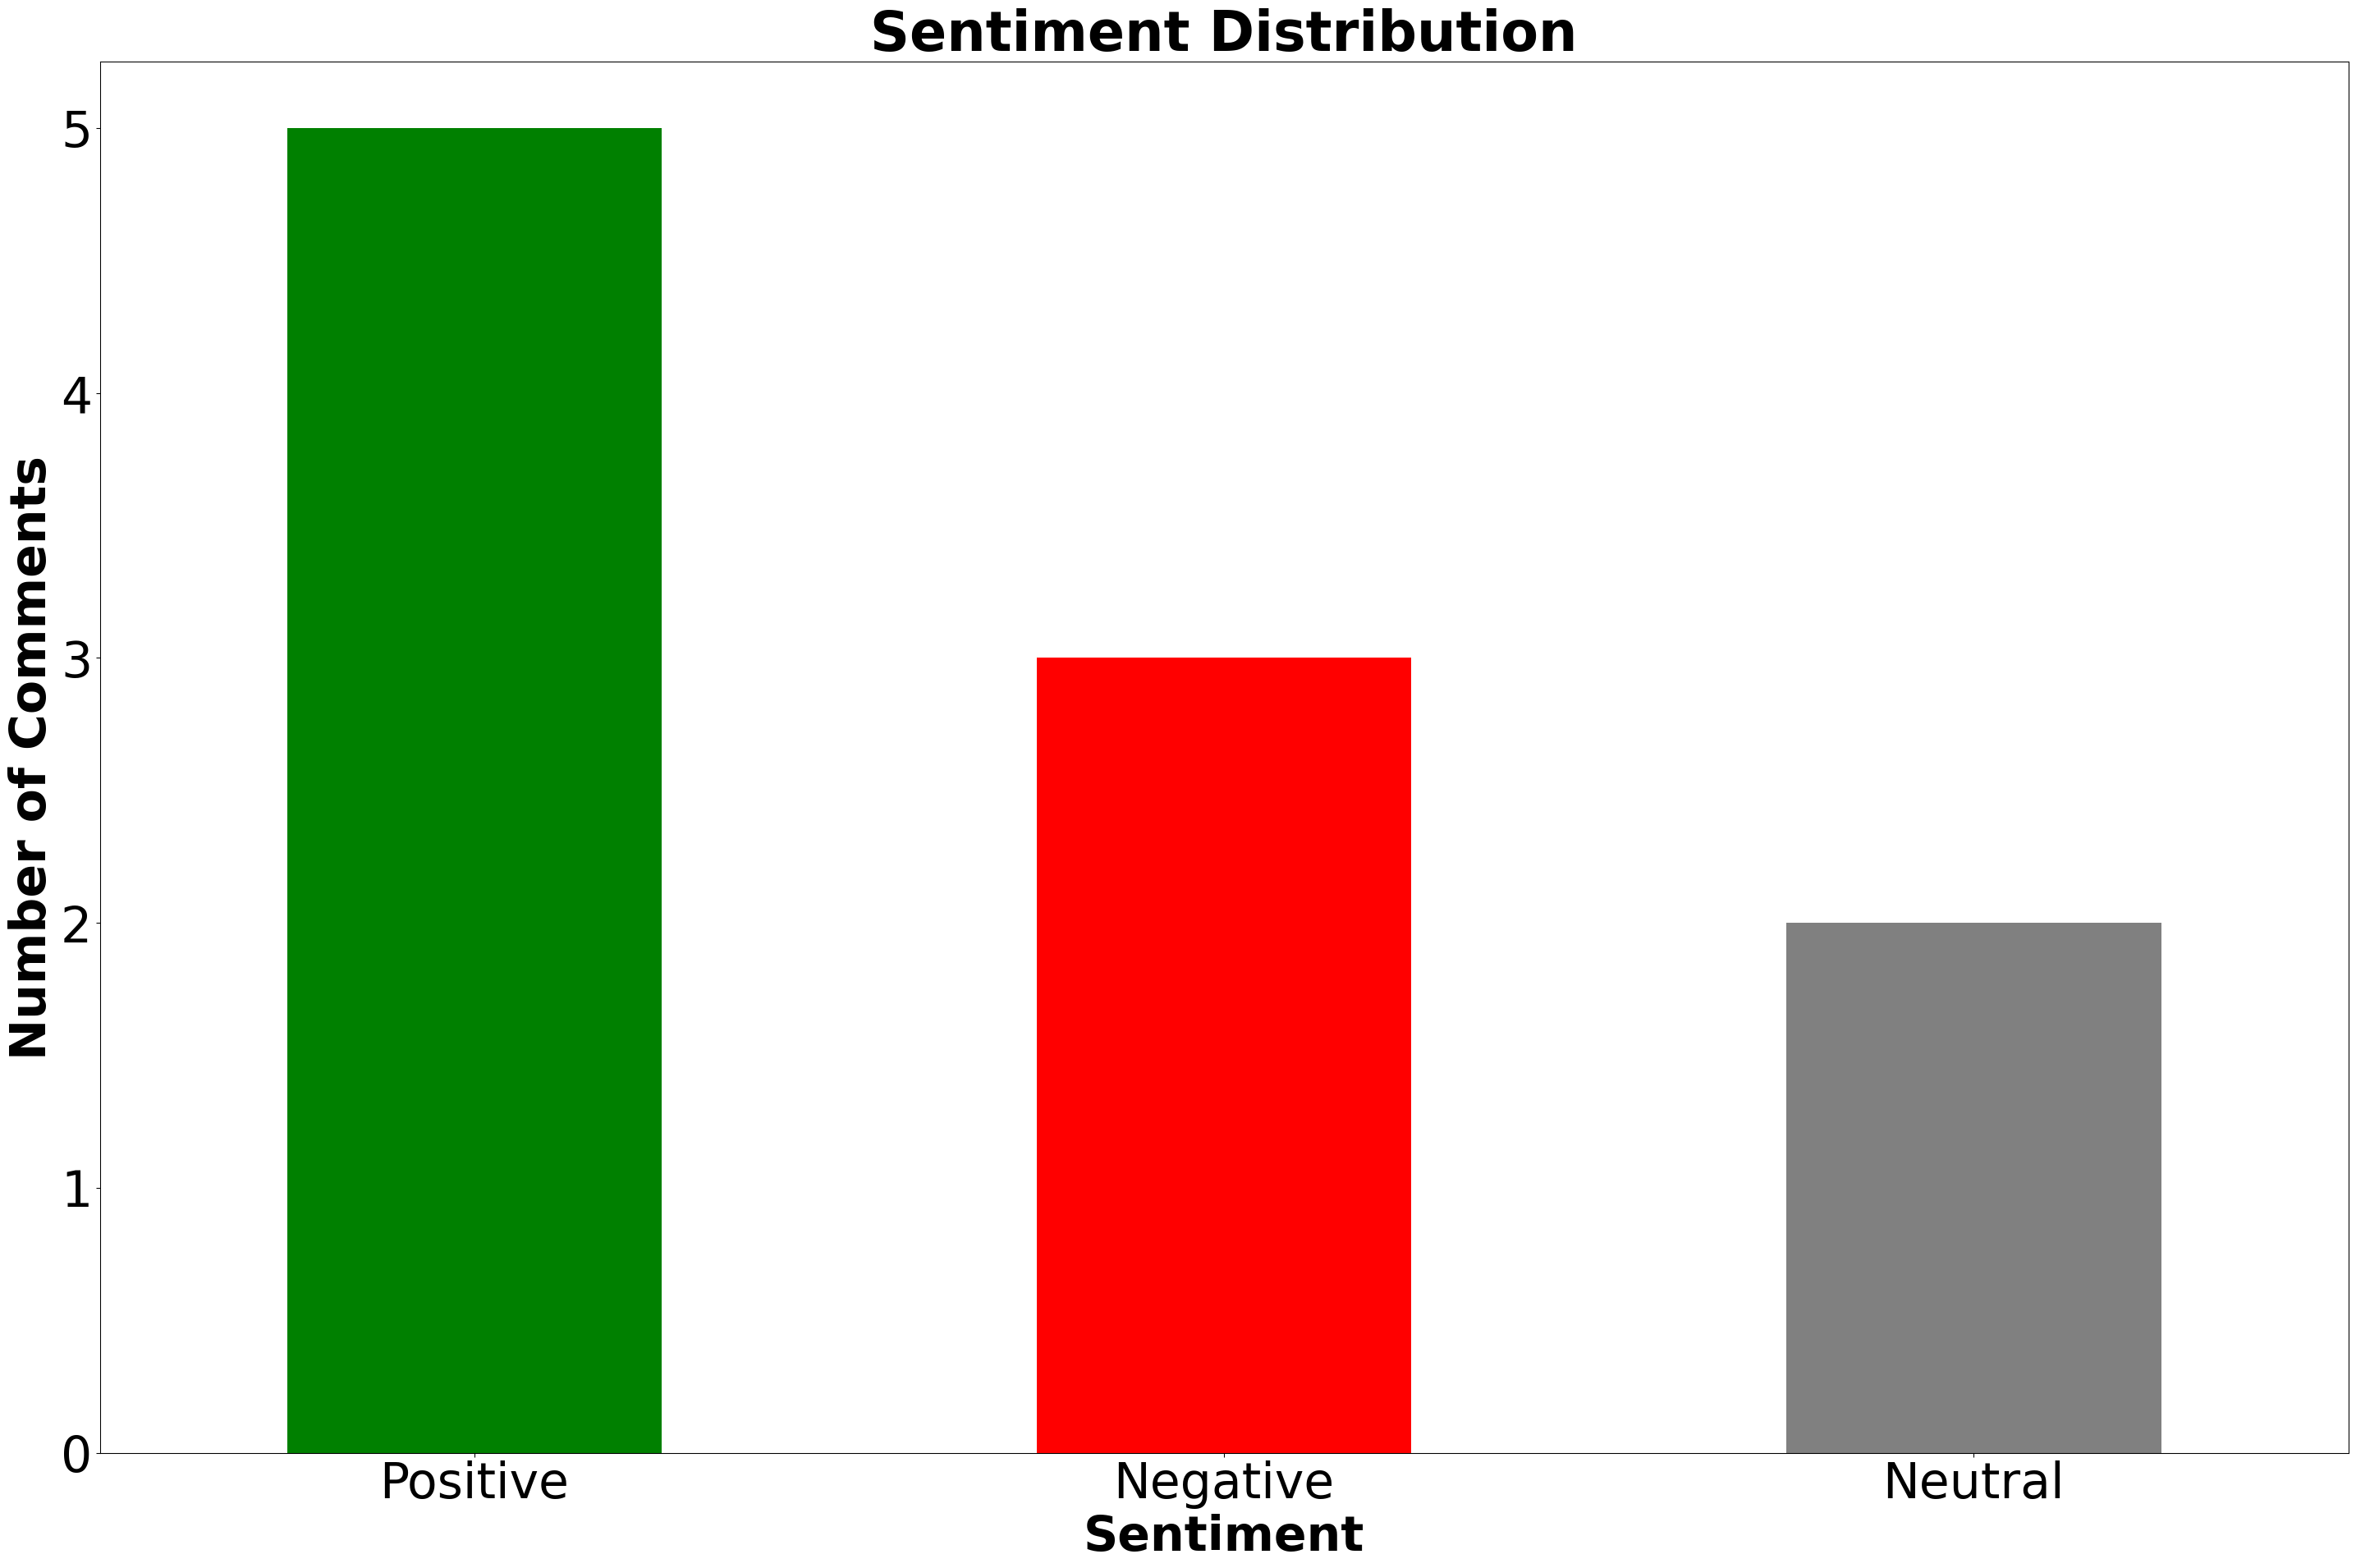 Sentiment Distribution
Number of Comments
5
4
3
2
1
0
Positive
Negative
Neutral
Sentiment